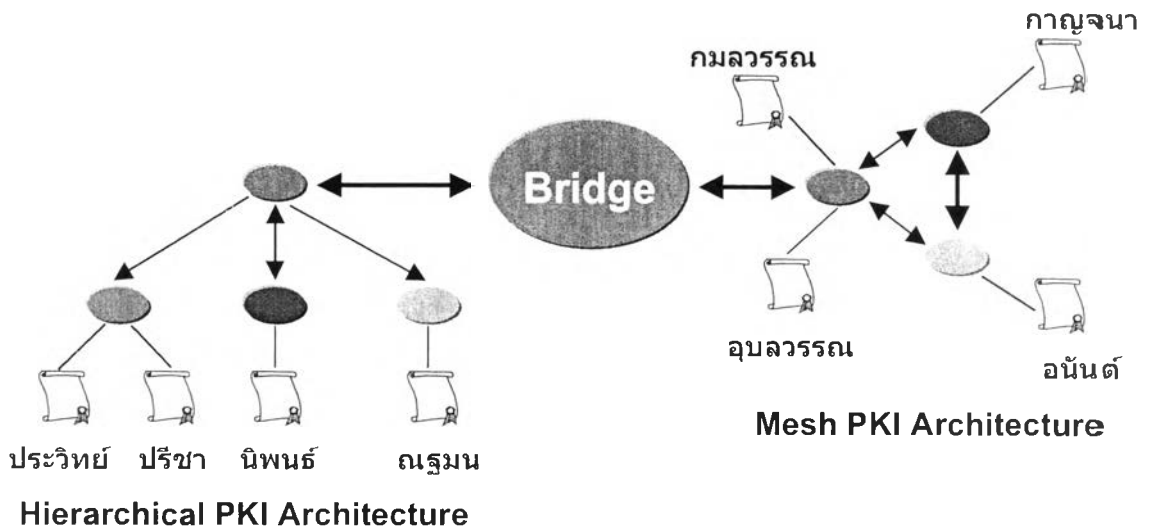 กาญจนา
กมลวรรณ
Bridge
อุบลวรรณ
อนันต์
Mesh PKI Architecture
ประวิทย์ ปรีชา นิพนธ์ ณฐมน
Hierarchical PKI Architecture